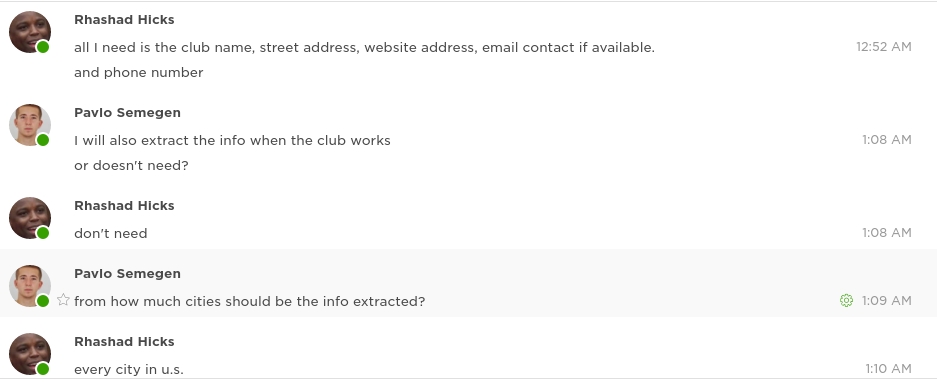 Rhashad Hicks
all I need is the club name, street address, website address, email contact if available.
12:52 AM
and phone number
Pavlo Semegen
I will also extract the info when the club works
1:08 AM
or doesn't need?
Rhashad Hicks
don't need
1:08 AM
Pavlo Semegen
from how much cities should be the info extracted?
1:09 AM
Rhashad Hicks
every city in u.s.
1:10 AM